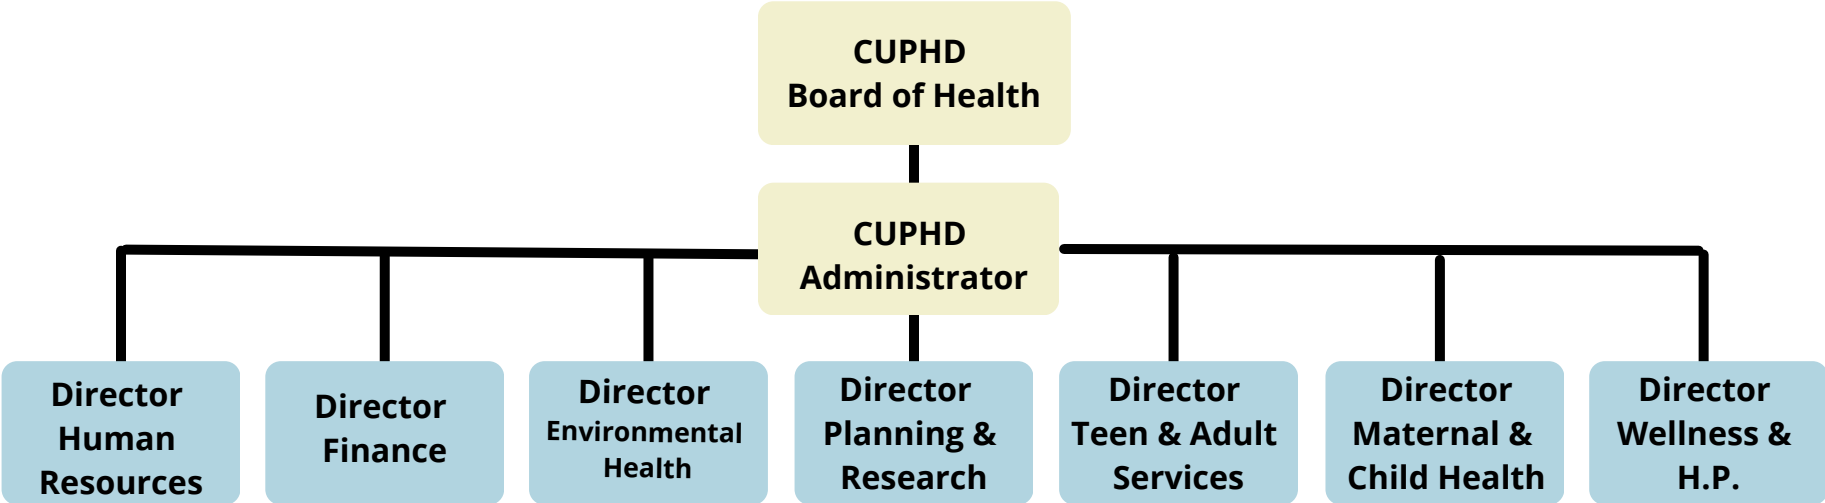 CUPHD
Board of Health
CUPHD
Administrator
Director
Human
Resources
Director
Finance
Director
Environmental
Health
Director
Planning &
Research
Director
Teen & Adult
Services
Director
Maternal &
Child Health
Director
Wellness &
H.P.